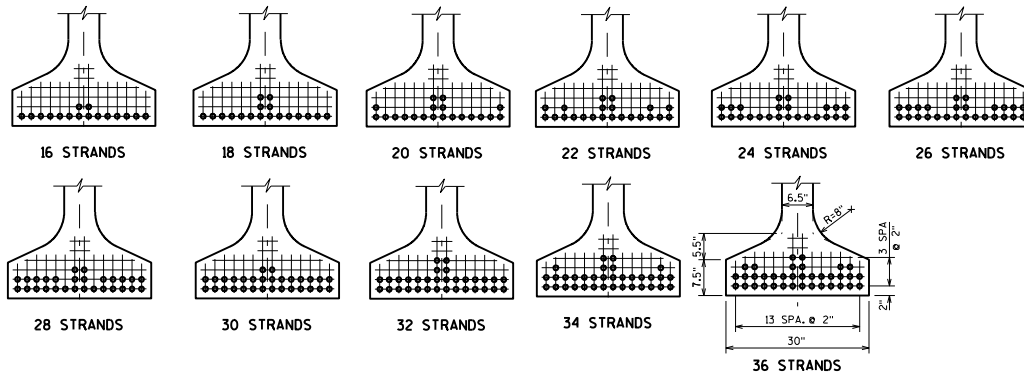 16 STRANDS
18 STRANDS
20 STRANDS
22 STRANDS
24 STRANDS
26 STRANDS
28 STRANDS
30 STRANDS
32 STRANDS
34 STRANDS
6.5"
R=8"
5.5"
7.5"
3 SPA
@ 2"
2"
13 SPA. @ 2"
30"
36 STRANDS